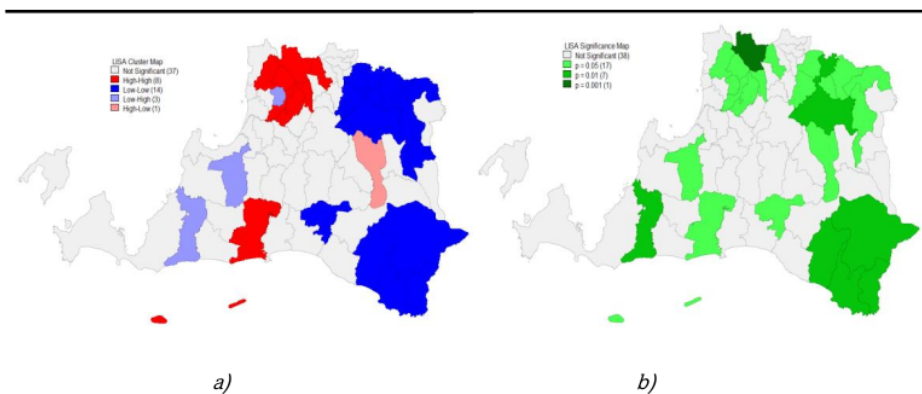 LISA Cluster Map
Not Significant (37)
High-High (8)
Low-Low (14)
Low-High (3)
High-Low (1)
LISA Significance Map
Not Significant (38)
p = 0.05 (17)
p = 0.01 (7)
p = 0.001 (1)
a)
b)